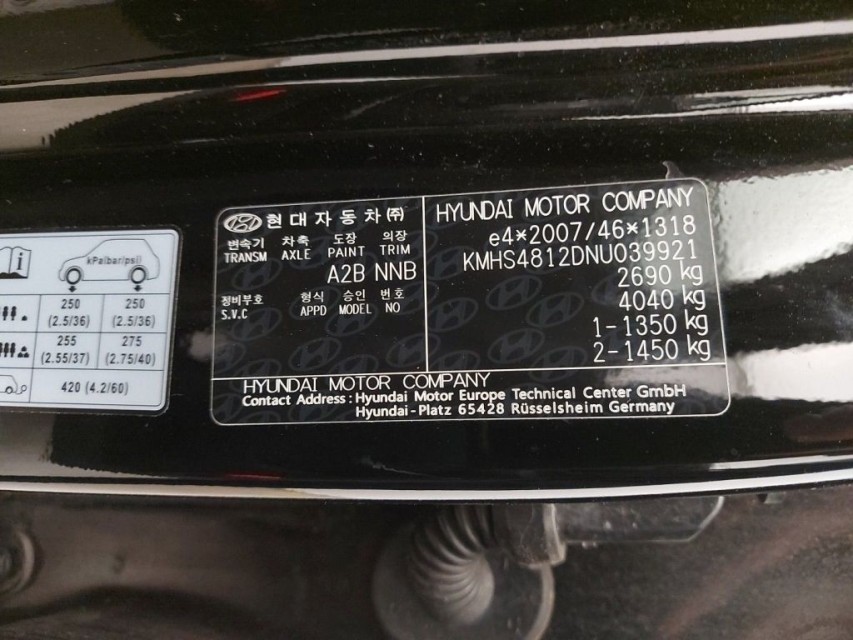 kPa(bar/psi)
250 250
(2.5/36) (2.5/36)
255 275
(2.55/37) (2.75/40)
420 (4.2/60)
현대자동차㈜
변속기 차축 도장 의장
TRANSM AXLE PAINT TRIM
A2B NNB
정비부호 형식 승인 번호
S.V.C APPD MODEL NO
HYUNDAI MOTOR COMPANY
e4*2007/46*1318
KMHS4812DNU039921
2690 kg
4040 kg
1-1350 kg
2-1450 kg
HYUNDAI MOTOR COMPANY
Contact Address : Hyundai Motor Europe Technical Center GmbH
Hyundai-Platz 65428 Rüsselsheim Germany